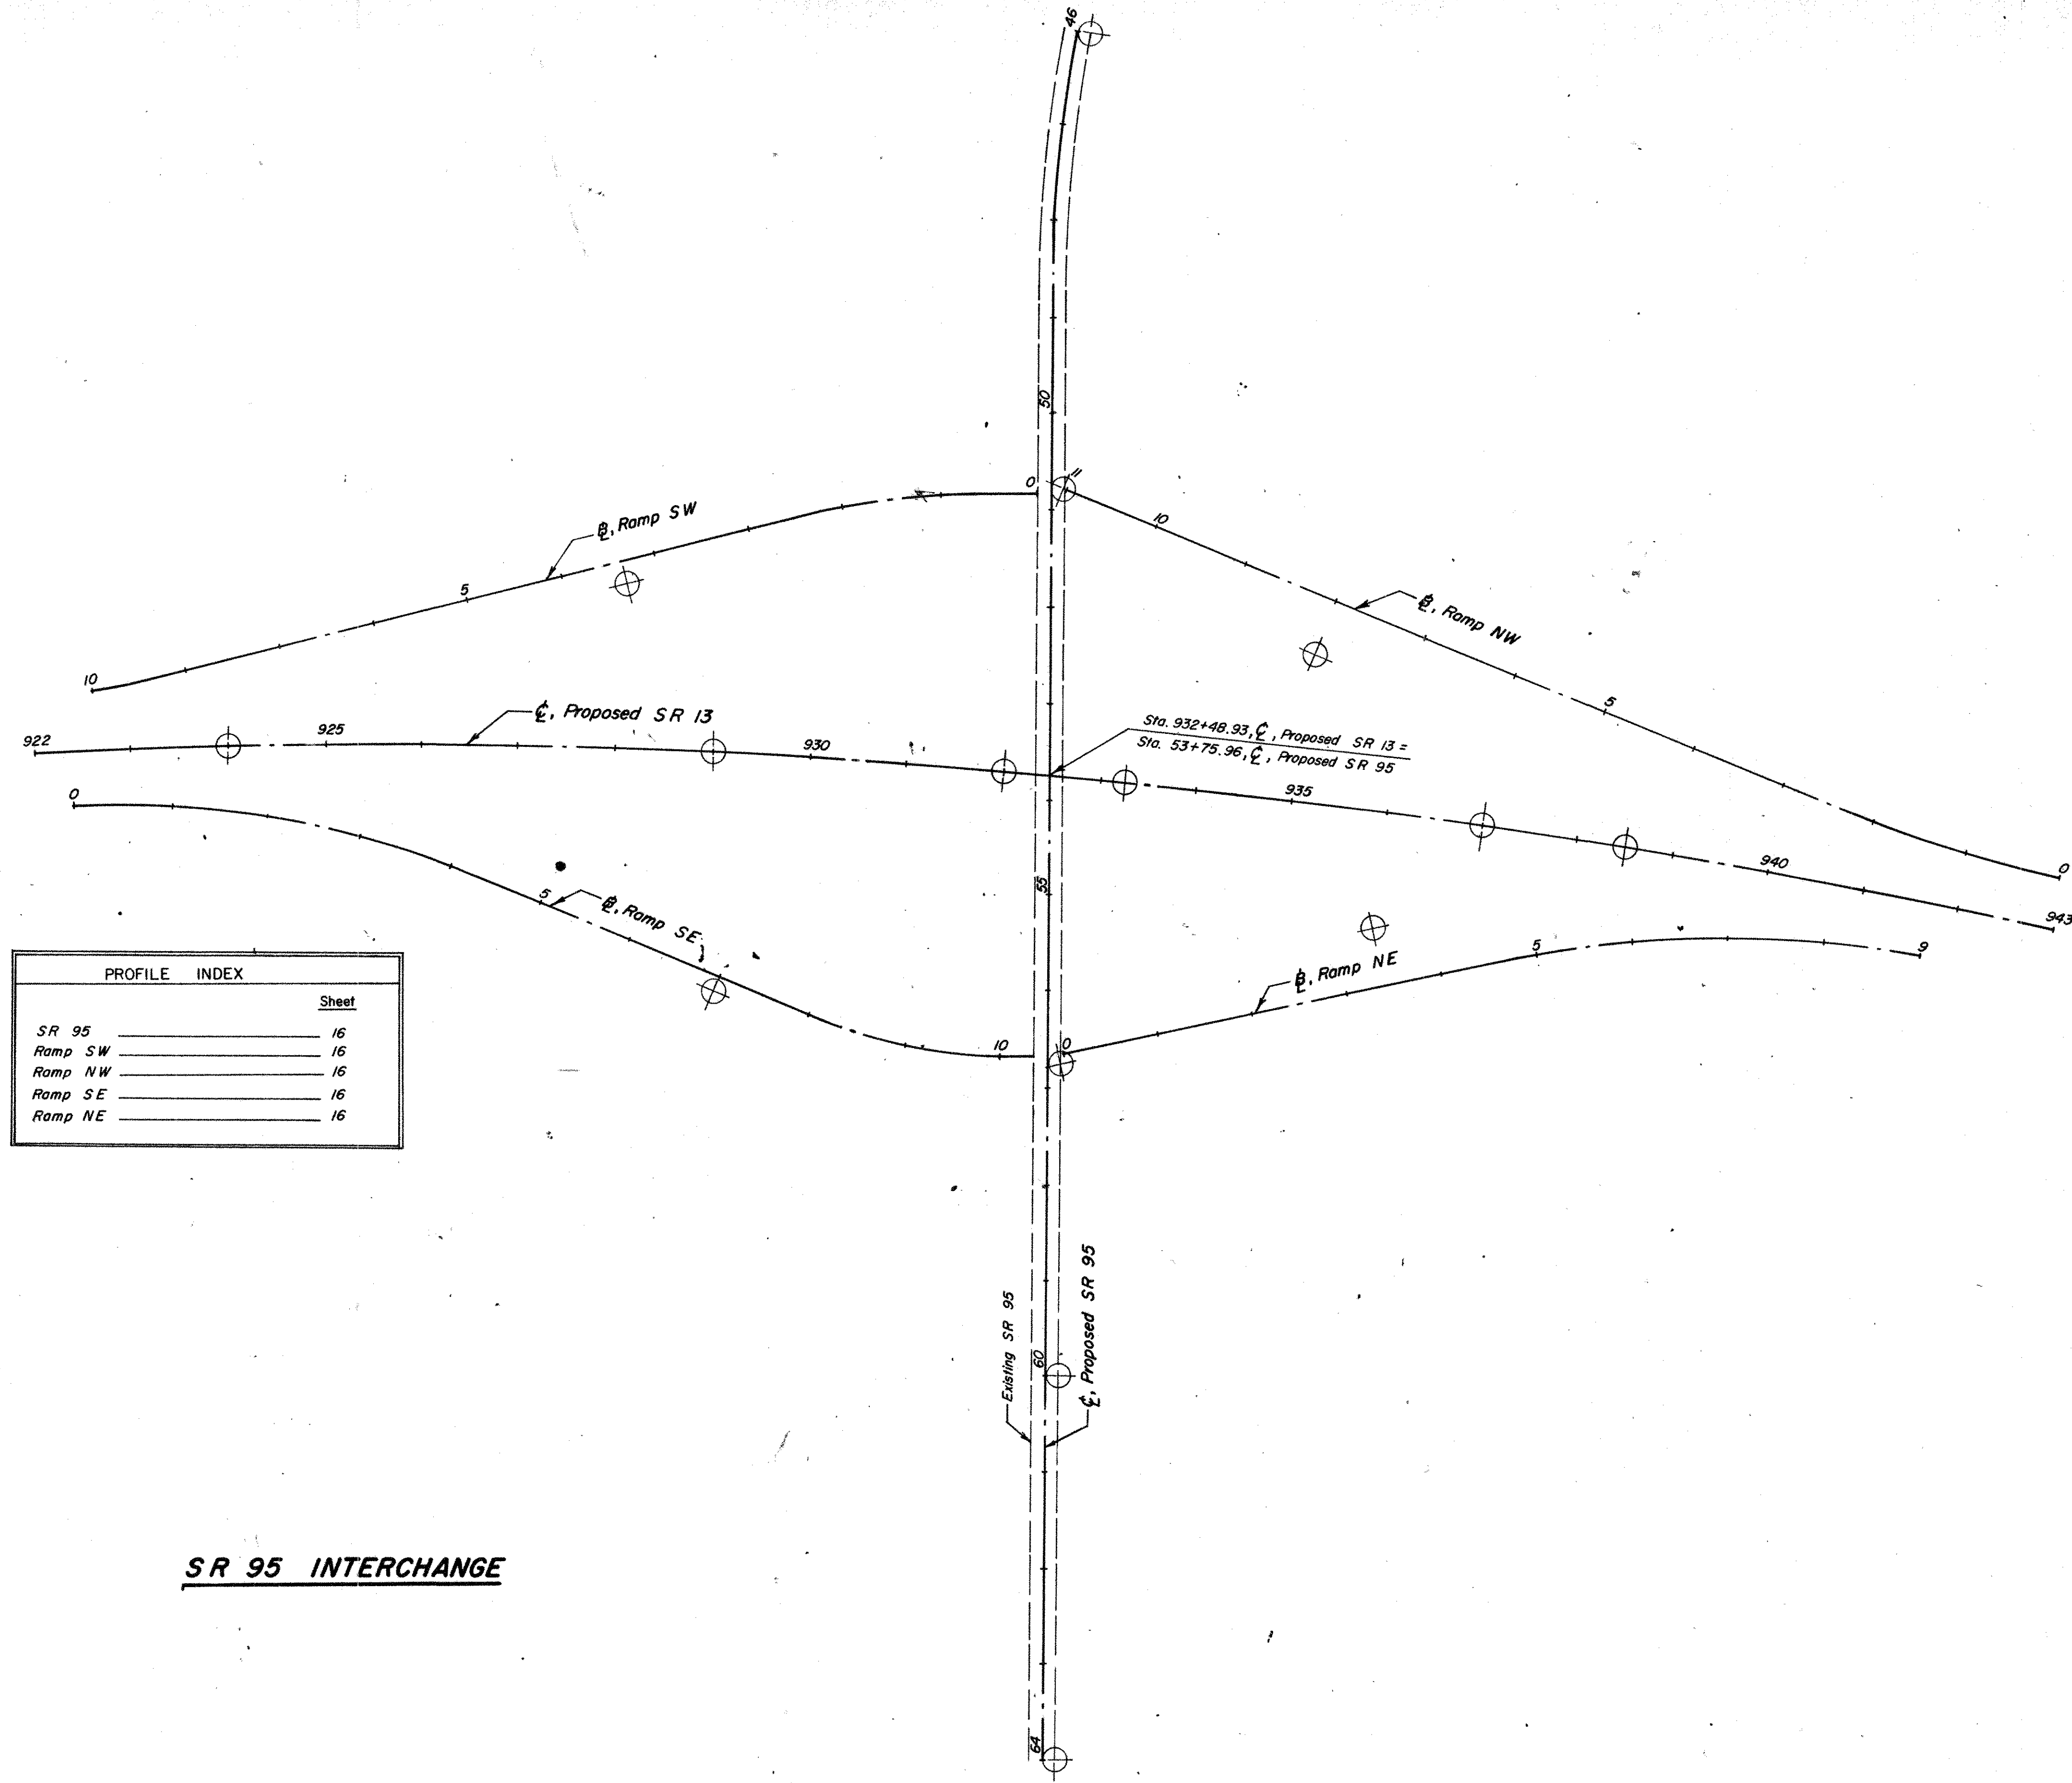 46
50
0
11
℄, Ramp SW
10
5
℄, Ramp NW
10
5
℄, Proposed SR 13
922
925
930
Sta. 932+48.93, ℄, Proposed SR 13 =
Sta. 53+75.96, ℄, Proposed SR 95
935
940
943
0
0
55
5
℄, Ramp SE
10
0
℄, Ramp NE
5
9
PROFILE INDEX
Sheet
SR 95 16
Ramp SW 16
Ramp NW 16
Ramp SE 16
Ramp NE 16
Existing SR 95
60
℄, Proposed SR 95
64
SR 95 INTERCHANGE